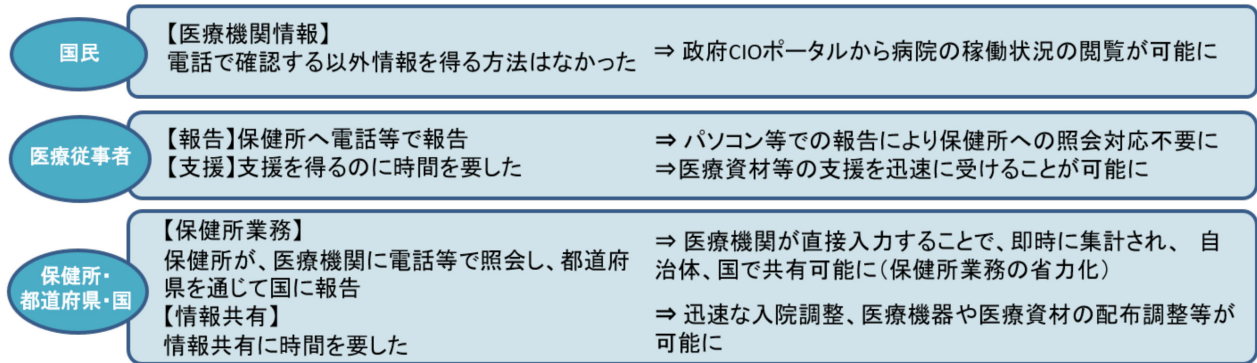 国民
【医療機関情報】
電話で確認する以外情報を得る方法はなかった
⇒ 政府CIOポータルから病院の稼働状況の閲覧が可能に
医療従事者
【報告】保健所へ電話等で報告
【支援】支援を得るのに時間を要した
⇒ パソコン等での報告により保健所への照会対応不要に
⇒医療資材等の支援を迅速に受けることが可能に
保健所・
都道府県・国
【保健所業務】
保健所が、医療機関に電話等で照会し、都道府
県を通じて国に報告
【情報共有】
情報共有に時間を要した
⇒ 医療機関が直接入力することで、即時に集計され、 自
治体、国で共有可能に(保健所業務の省力化)
⇒ 迅速な入院調整、医療機器や医療資材の配布調整等が
可能に